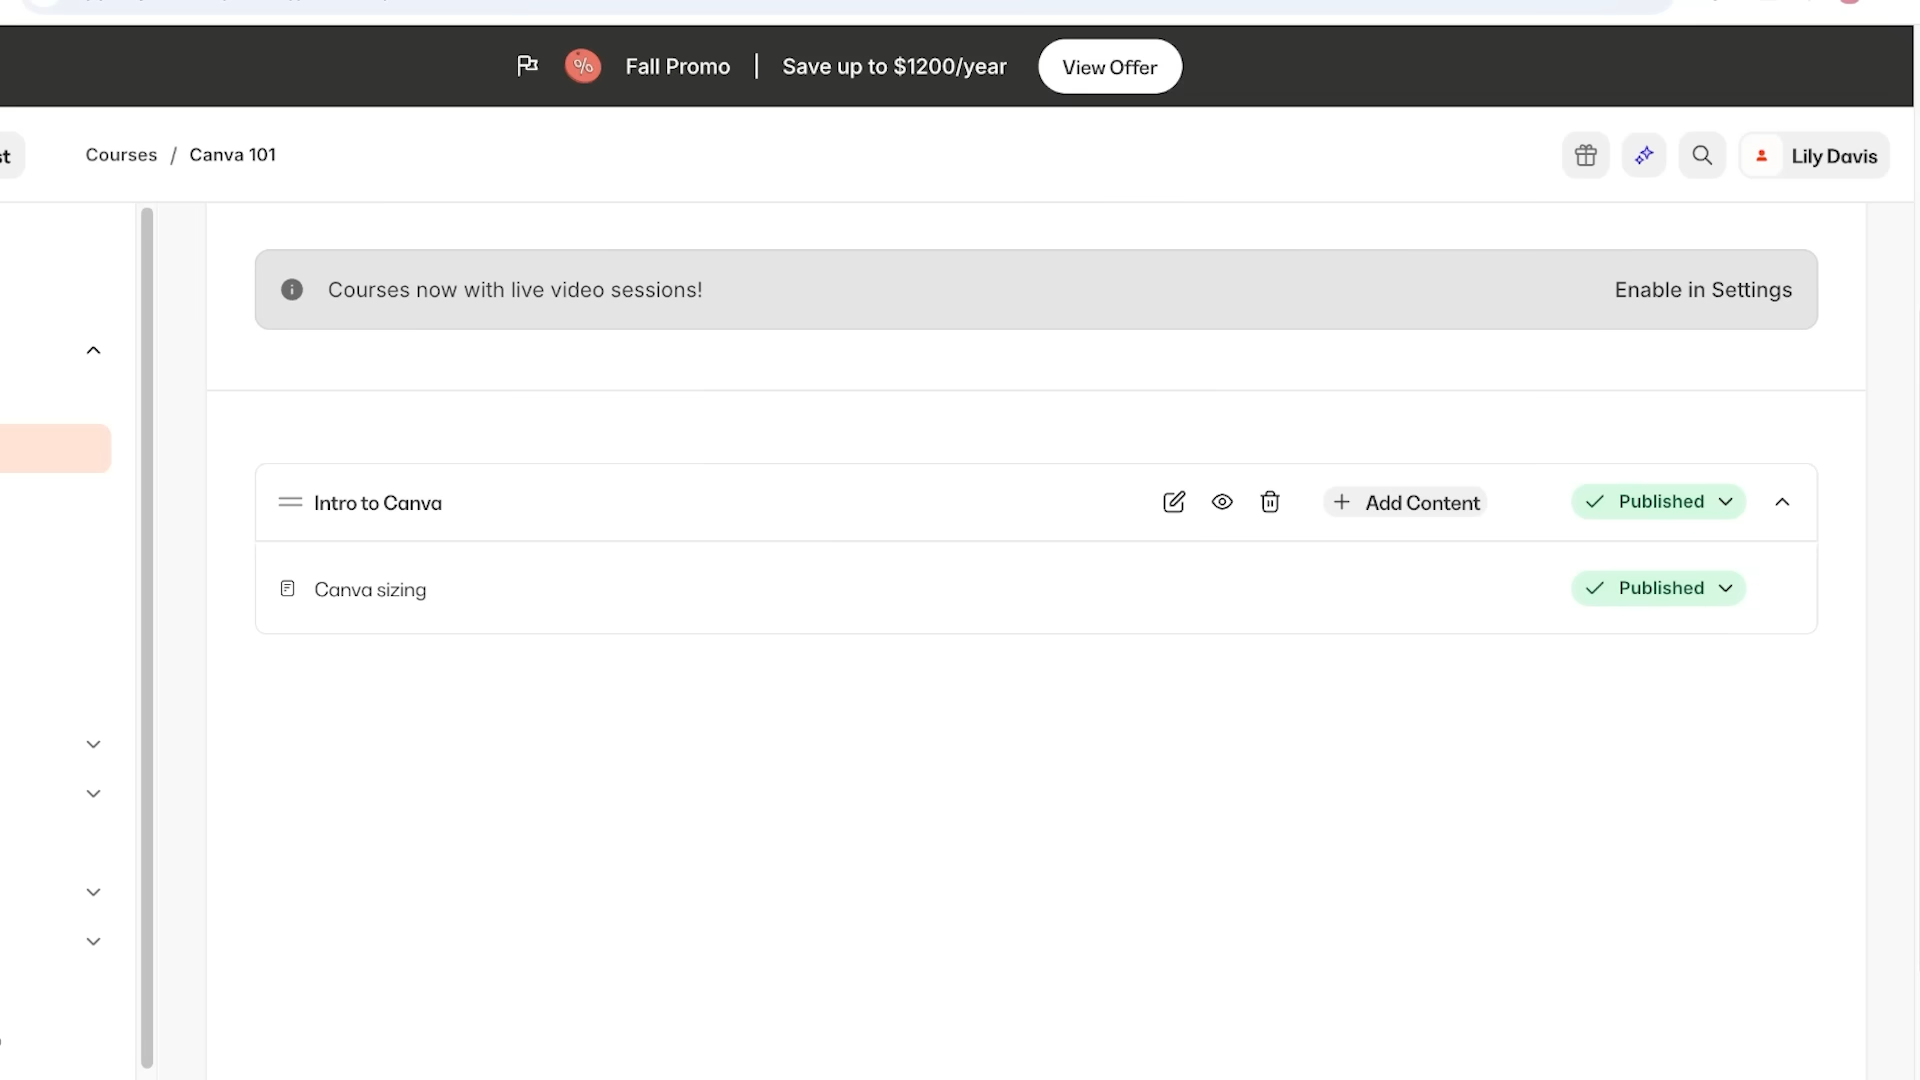 Fall Promo | Save up to $1200/year View Offer
st Courses / Canva 101 Lily Davis
Courses now with live video sessions! Enable in Settings
Intro to Canva + Add Content Published
Canva sizing Published